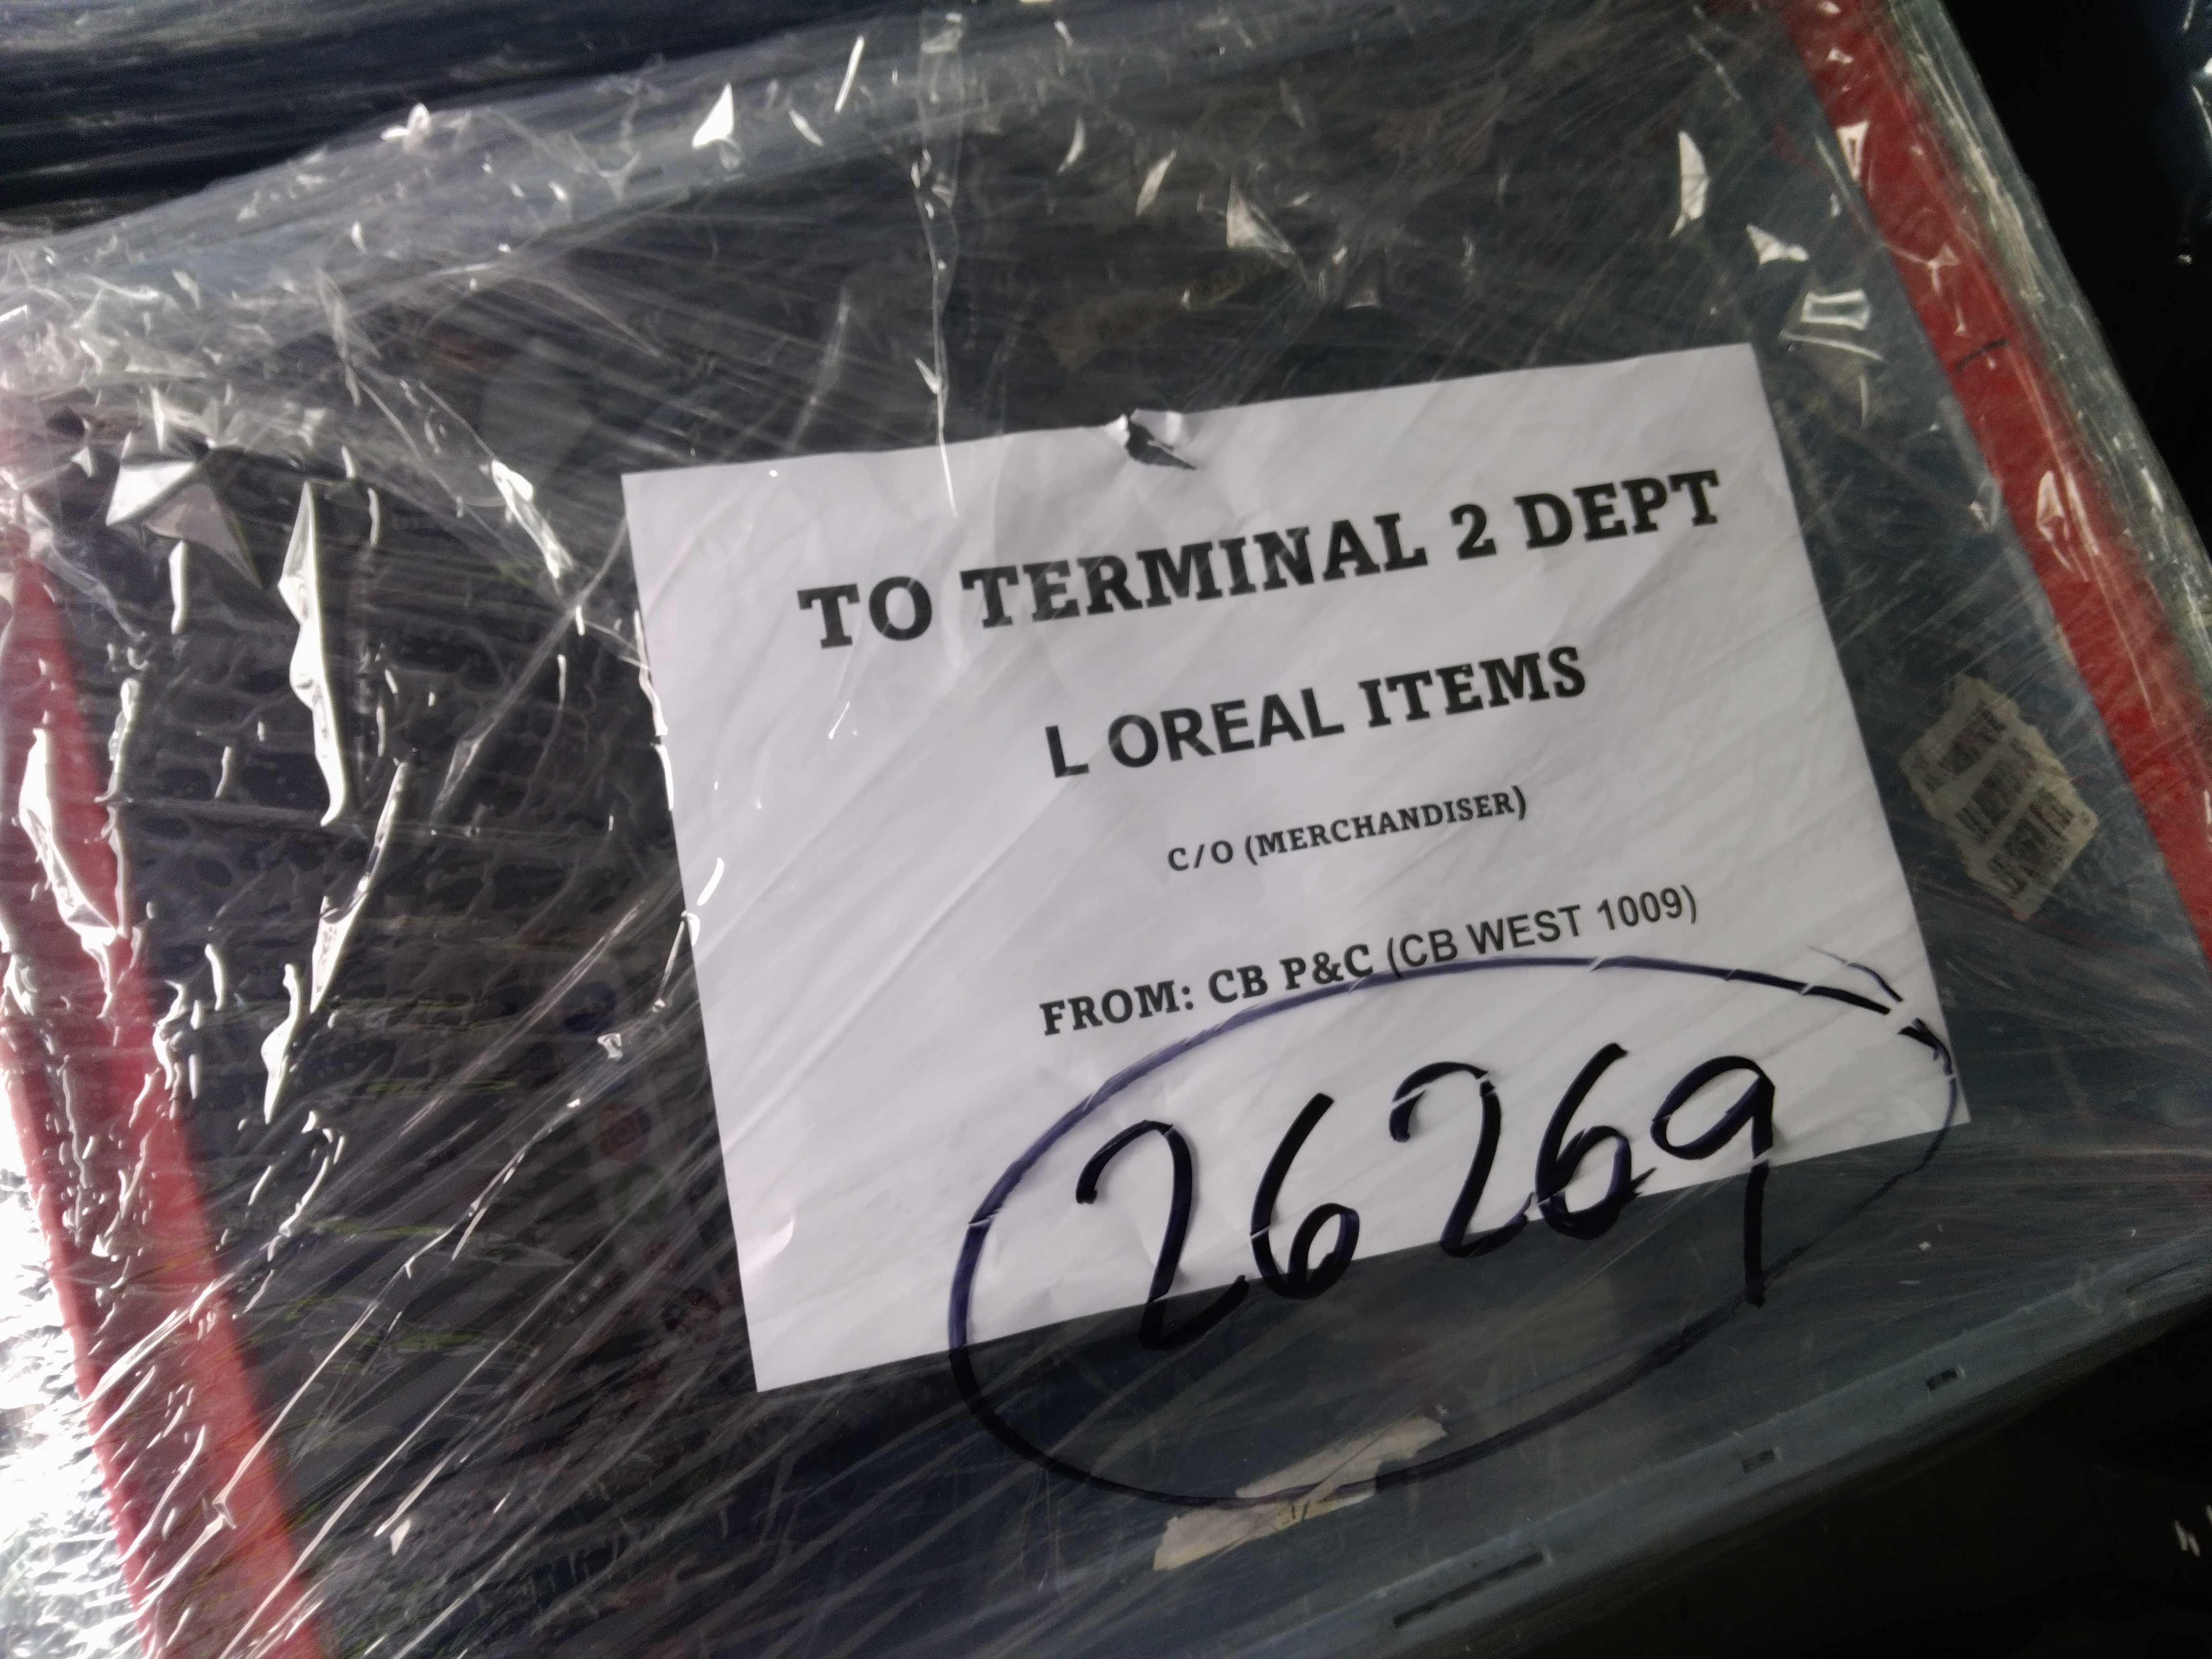 TO TERMINAL 2 DEPT
L OREAL ITEMS
C/O (MERCHANDISER)
FROM: CB P&C (CB WEST 1009)
26269